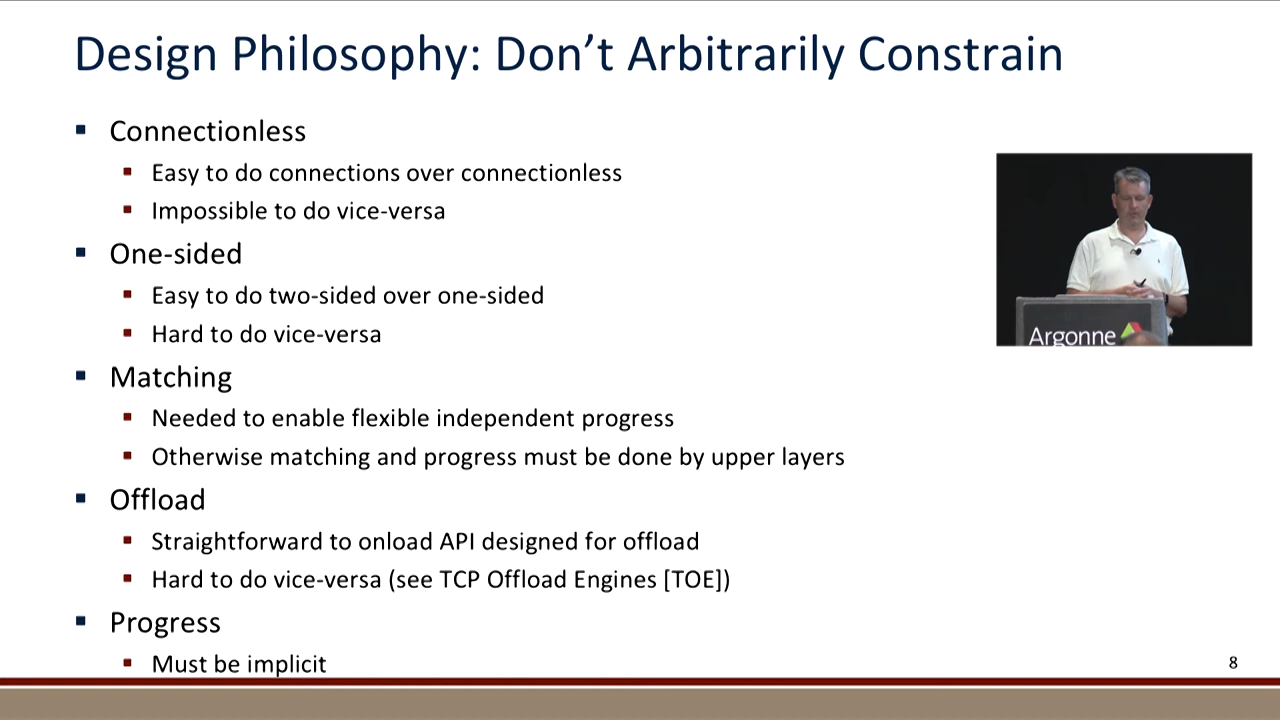 Design Philosophy: Don’t Arbitrarily Constrain
Connectionless
Easy to do connections over connectionless
Impossible to do vice-versa
One-sided
Easy to do two-sided over one-sided
Hard to do vice-versa
Matching
Needed to enable flexible independent progress
Otherwise matching and progress must be done by upper layers
Offload
Straightforward to onload API designed for offload
Hard to do vice-versa (see TCP Offload Engines [TOE])
Progress
Must be implicit
Argonne
8